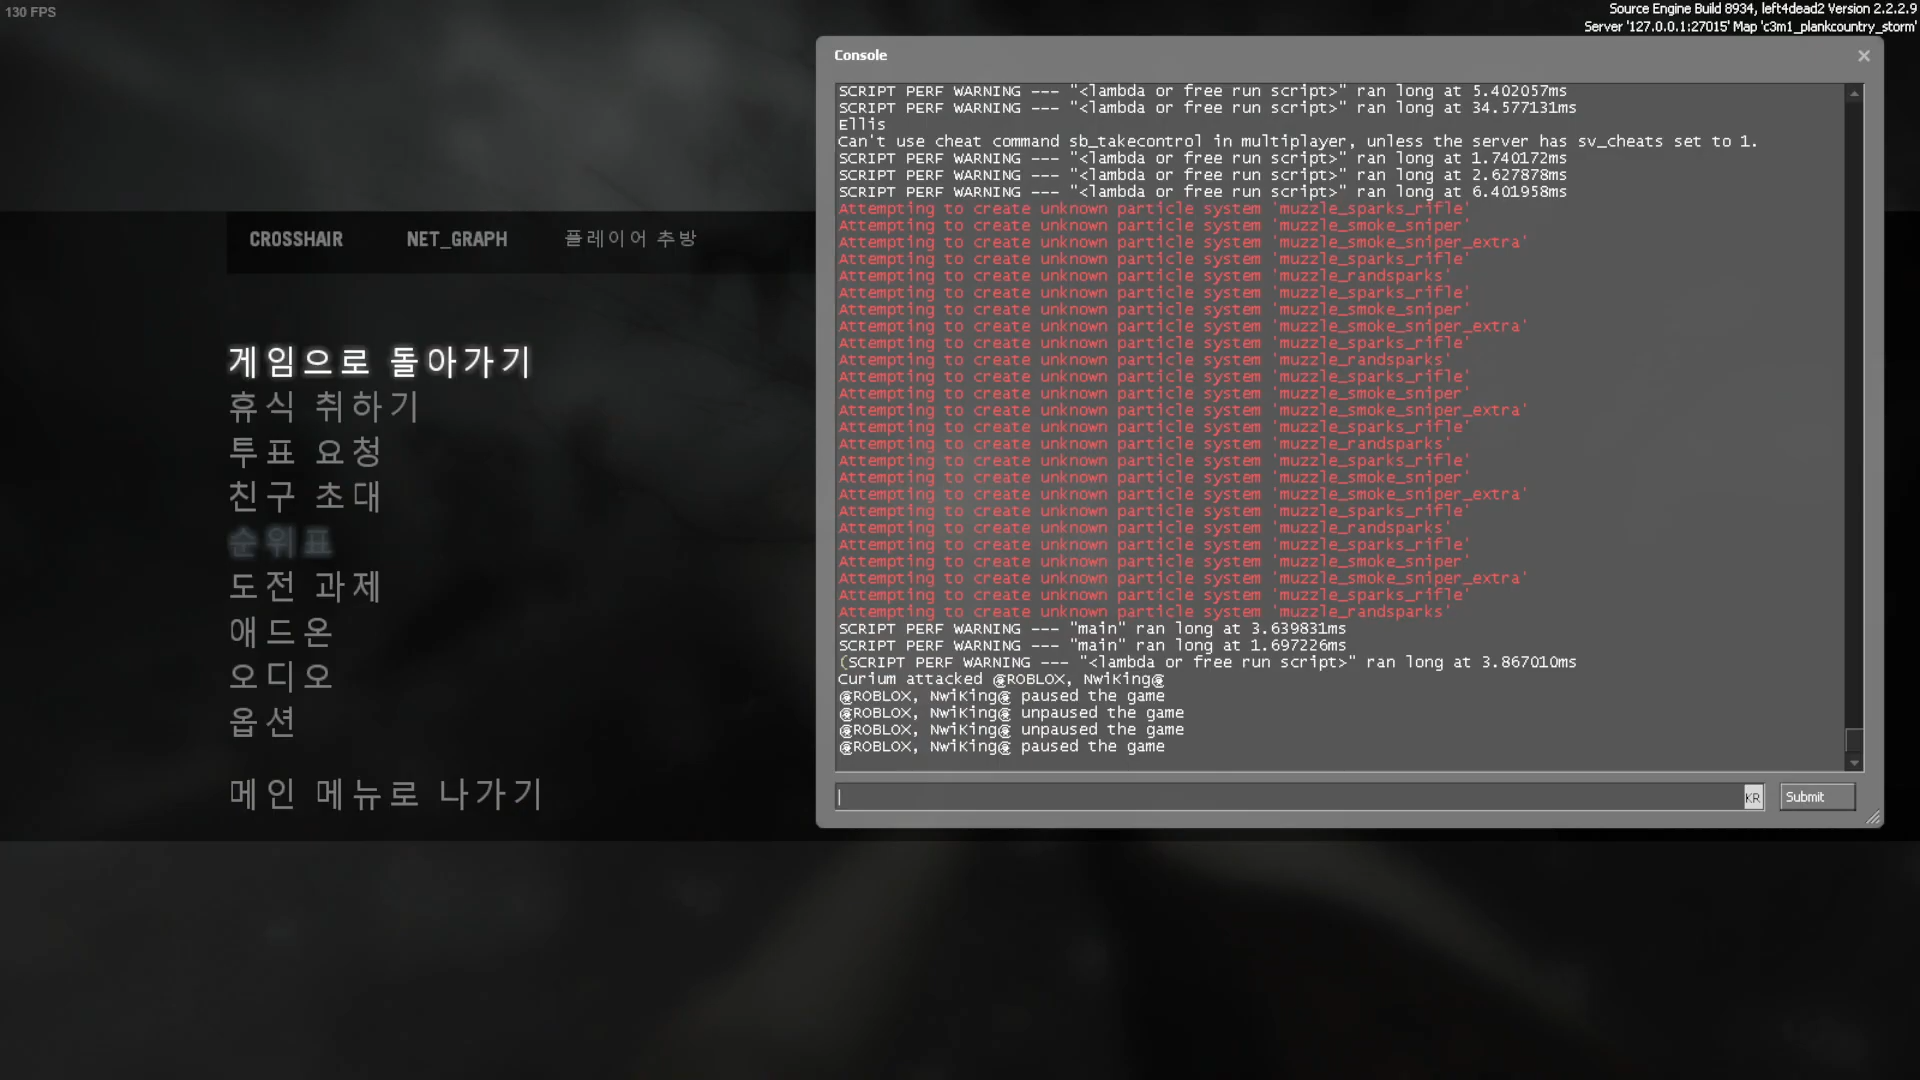 130 FPS
Source Engine Build 8934, left4dead2 Version 2.2.2.9
Server '127.0.0.1:27015' Map 'c3m1_plankcountry_storm'
CROSSHAIR NET_GRAPH 플레이어 추방
게임으로 돌아가기
휴식 취하기
투표 요청
친구 초대
순위표
도전 과제
애드온
오디오
옵션
메인 메뉴로 나가기
Console
SCRIPT PERF WARNING --- "<lambda or free run script>" ran long at 5.402057ms
SCRIPT PERF WARNING --- "<lambda or free run script>" ran long at 34.577131ms
Ellis
Can't use cheat command sb_takecontrol in multiplayer, unless the server has sv_cheats set to 1.
SCRIPT PERF WARNING --- "<lambda or free run script>" ran long at 1.740172ms
SCRIPT PERF WARNING --- "<lambda or free run script>" ran long at 2.627878ms
SCRIPT PERF WARNING --- "<lambda or free run script>" ran long at 6.401958ms
Attempting to create unknown particle system 'muzzle_sparks_rifle'
Attempting to create unknown particle system 'muzzle_smoke_sniper'
Attempting to create unknown particle system 'muzzle_smoke_sniper_extra'
Attempting to create unknown particle system 'muzzle_sparks_rifle'
Attempting to create unknown particle system 'muzzle_randsparks'
Attempting to create unknown particle system 'muzzle_sparks_rifle'
Attempting to create unknown particle system 'muzzle_smoke_sniper'
Attempting to create unknown particle system 'muzzle_smoke_sniper_extra'
Attempting to create unknown particle system 'muzzle_sparks_rifle'
Attempting to create unknown particle system 'muzzle_randsparks'
Attempting to create unknown particle system 'muzzle_sparks_rifle'
Attempting to create unknown particle system 'muzzle_smoke_sniper'
Attempting to create unknown particle system 'muzzle_smoke_sniper_extra'
Attempting to create unknown particle system 'muzzle_sparks_rifle'
Attempting to create unknown particle system 'muzzle_randsparks'
Attempting to create unknown particle system 'muzzle_sparks_rifle'
Attempting to create unknown particle system 'muzzle_smoke_sniper'
Attempting to create unknown particle system 'muzzle_smoke_sniper_extra'
Attempting to create unknown particle system 'muzzle_sparks_rifle'
Attempting to create unknown particle system 'muzzle_randsparks'
Attempting to create unknown particle system 'muzzle_sparks_rifle'
Attempting to create unknown particle system 'muzzle_smoke_sniper'
Attempting to create unknown particle system 'muzzle_smoke_sniper_extra'
Attempting to create unknown particle system 'muzzle_sparks_rifle'
Attempting to create unknown particle system 'muzzle_randsparks'
SCRIPT PERF WARNING --- "main" ran long at 3.639831ms
SCRIPT PERF WARNING --- "main" ran long at 1.697226ms
(SCRIPT PERF WARNING --- "<lambda or free run script>" ran long at 3.867010ms
Curium attacked @ROBLOX, NwiKing@
@ROBLOX, NwiKing@ paused the game
@ROBLOX, NwiKing@ unpaused the game
@ROBLOX, NwiKing@ unpaused the game
@ROBLOX, NwiKing@ paused the game
KR Submit